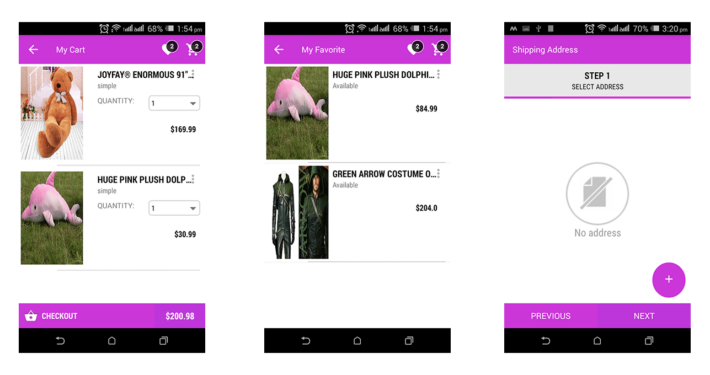 68% 1:54 pm
My Cart
2
2
JOYFAY® ENORMOUS 91"...
simple
QUANTITY:
1
$169.99
HUGE PINK PLUSH DOLP...
simple
QUANTITY:
1
$30.99
CHECKOUT
$200.98
68% 1:54 pm
My Favorite
2
2
HUGE PINK PLUSH DOLPHI...
Available
$84.99
GREEN ARROW COSTUME O...
Available
$204.0
70% 3:20 pm
Shipping Address
STEP 1
SELECT ADDRESS
No address
+
PREVIOUS
NEXT